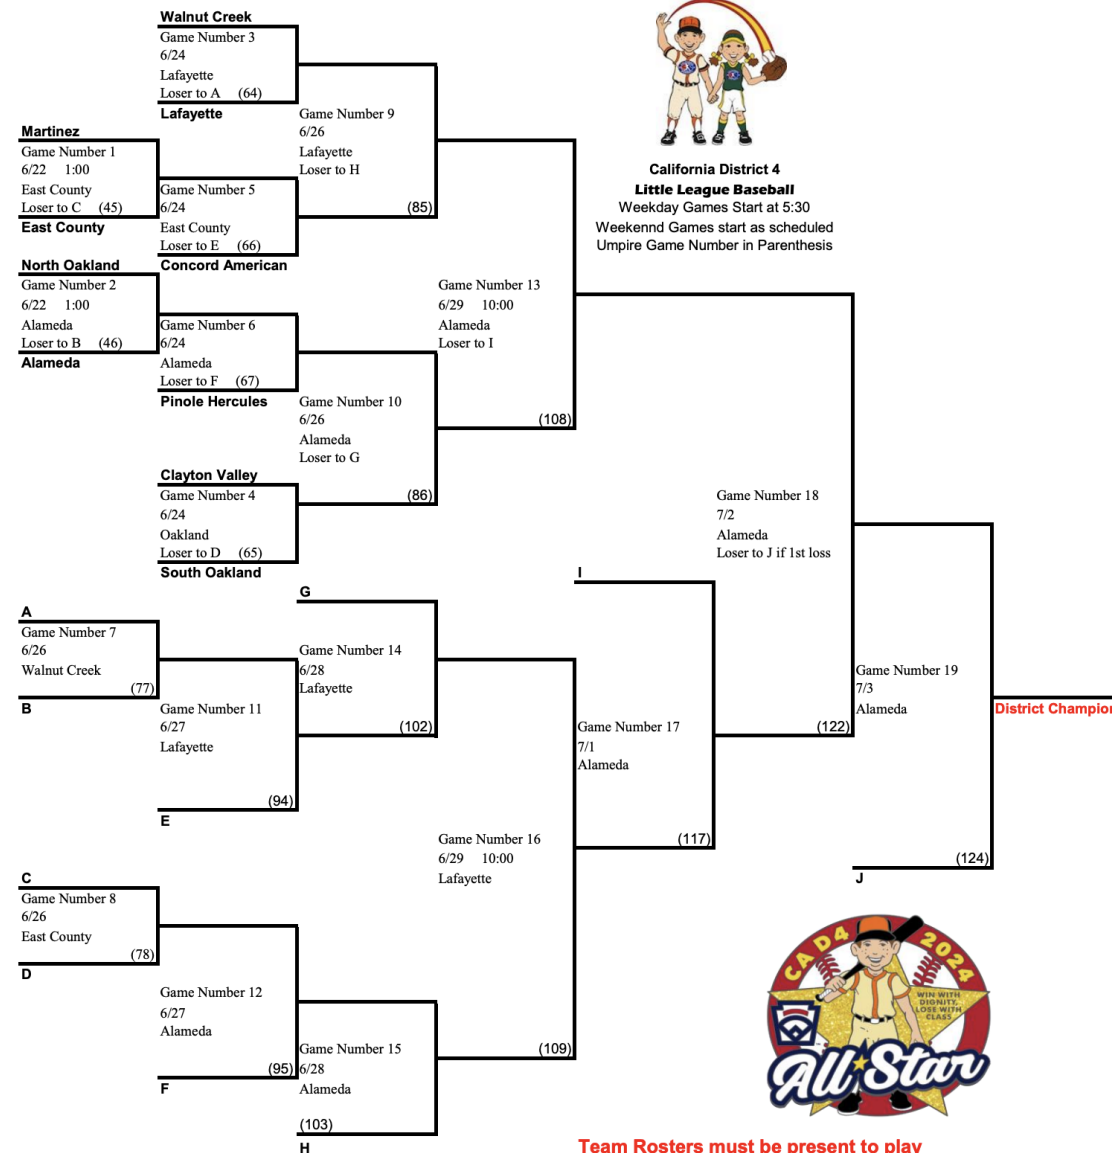 Walnut Creek
Game Number 3
6/24
Lafayette
Loser to A (64)
Lafayette
Game Number 9
6/26
Lafayette
Loser to H
(85)
Martinez
Game Number 1
6/22 1:00
East County
Loser to C (45)
East County
Game Number 5
6/24
East County
Loser to E (66)
Concord American
North Oakland
Game Number 2
6/22 1:00
Alameda
Loser to B (46)
Alameda
Game Number 6
6/24
Alameda
Loser to F (67)
Pinole Hercules
Game Number 10
6/26
Alameda
Loser to G
(86)
Clayton Valley
Game Number 4
6/24
Oakland
Loser to D (65)
South Oakland
Game Number 13
6/29 10:00
Alameda
Loser to I
(108)
California District 4
Little League Baseball
Weekday Games Start at 5:30
Weekennd Games start as scheduled
Umpire Game Number in Parenthesis
Game Number 18
7/2
Alameda
Loser to J if 1st loss
(122)
A
Game Number 7
6/26
Walnut Creek
(77)
B
Game Number 11
6/27
Lafayette
(94)
E
G
Game Number 14
6/28
Lafayette
(102)
I
Game Number 17
7/1
Alameda
(117)
Game Number 19
7/3
Alameda
(124)
J
District Champion
C
Game Number 8
6/26
East County
(78)
D
Game Number 12
6/27
Alameda
(95)
F
Game Number 15
6/28
Alameda
(103)
H
Game Number 16
6/29 10:00
Lafayette
(109)
CA D4 2024
WIN WITH
DIGNITY,
LOSE WITH
CLASS
All Star
Team Rosters must be present to play